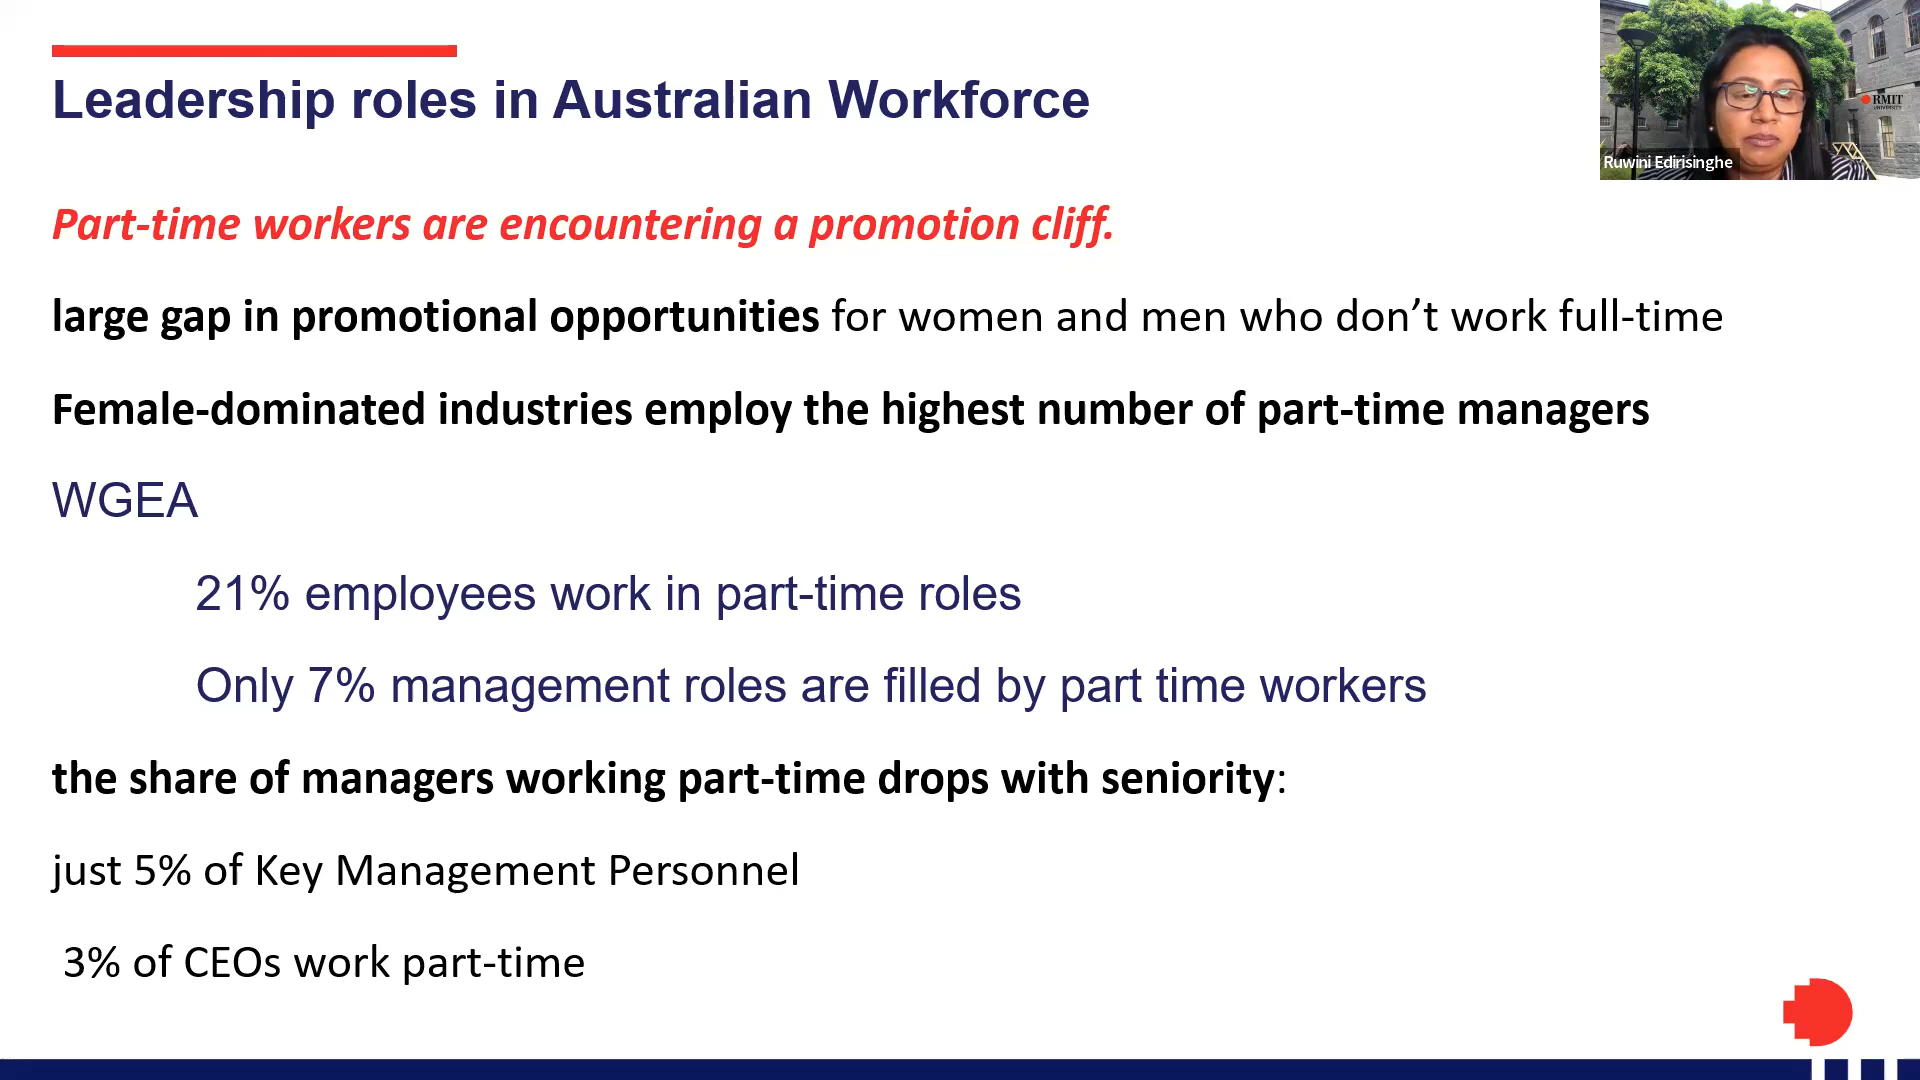 Leadership roles in Australian Workforce
RMIT
UNIVERSITY
Ruwini Edirisinghe
Part-time workers are encountering a promotion cliff.
large gap in promotional opportunities for women and men who don’t work full-time
Female-dominated industries employ the highest number of part-time managers
WGEA
21% employees work in part-time roles
Only 7% management roles are filled by part time workers
the share of managers working part-time drops with seniority:
just 5% of Key Management Personnel
3% of CEOs work part-time